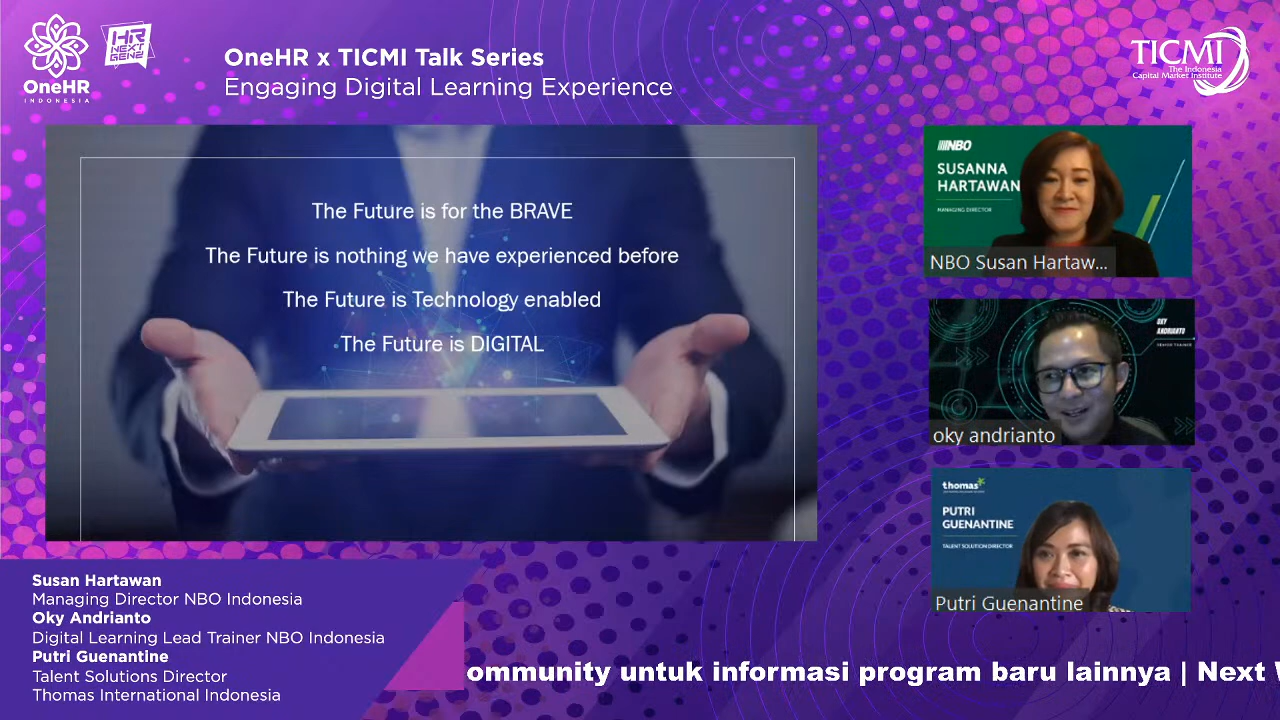 OneHR
INDONESIA
HR
NEXT
GEN
OneHR x TICMI Talk Series
Engaging Digital Learning Experience
TICMI
The Indonesia
Capital Market Institute
The Future is for the BRAVE
The Future is nothing we have experienced before
The Future is Technology enabled
The Future is DIGITAL
NBO
SUSANNA
HARTAWAN
MANAGING DIRECTOR
NBO Susan Hartaw...
OKY
ANDRIANTO
SENIOR TRAINER
oky andrianto
thomas
PUTRI
GUENANTINE
TALENT SOLUTION DIRECTOR
Putri Guenantine
Susan Hartawan
Managing Director NBO Indonesia
Oky Andrianto
Digital Learning Lead Trainer NBO Indonesia
Putri Guenantine
Talent Solutions Director
Thomas International Indonesia
ommunity untuk informasi program baru lainnya | Next